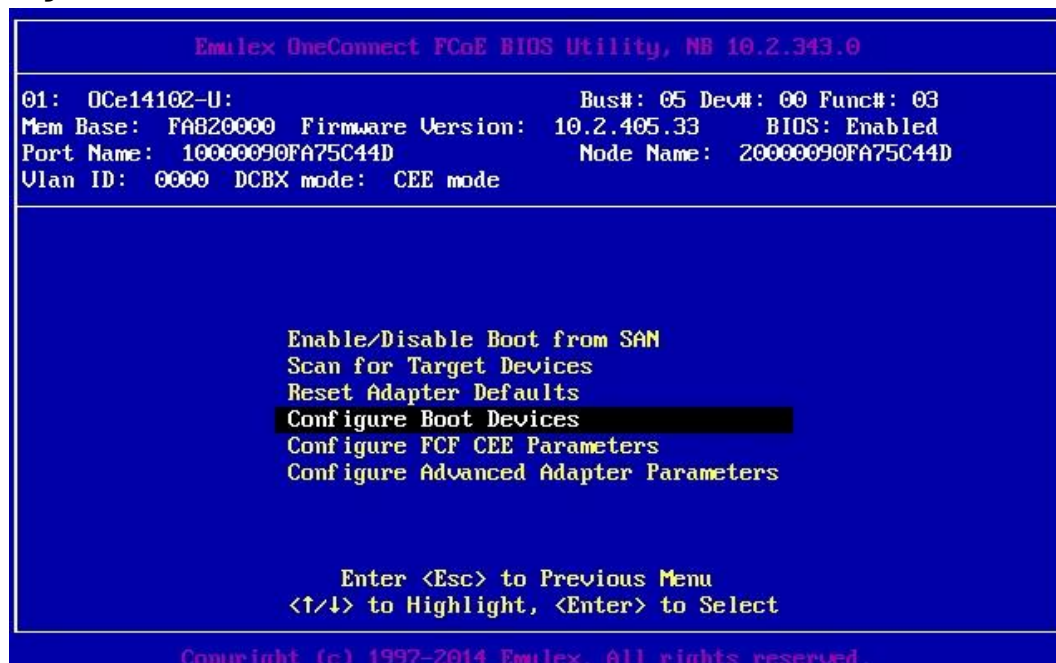 Emulex OneConnect FCoE BIOS Utility, NB 10.2.343.0
01: OCe14102-U: Bus#: 05 Dev#: 00 Func#: 03
Mem Base: FA820000 Firmware Version: 10.2.405.33 BIOS: Enabled
Port Name: 10000090FA75C44D Node Name: 20000090FA75C44D
Vlan ID: 0000 DCBX mode: CEE mode
Enable/Disable Boot from SAN
Scan for Target Devices
Reset Adapter Defaults
Configure Boot Devices
Configure FCF CEE Parameters
Configure Advanced Adapter Parameters
Enter <Esc> to Previous Menu
<↑/↓> to Highlight, <Enter> to Select
Copyright (c) 1997-2014 Emulex. All rights reserved.